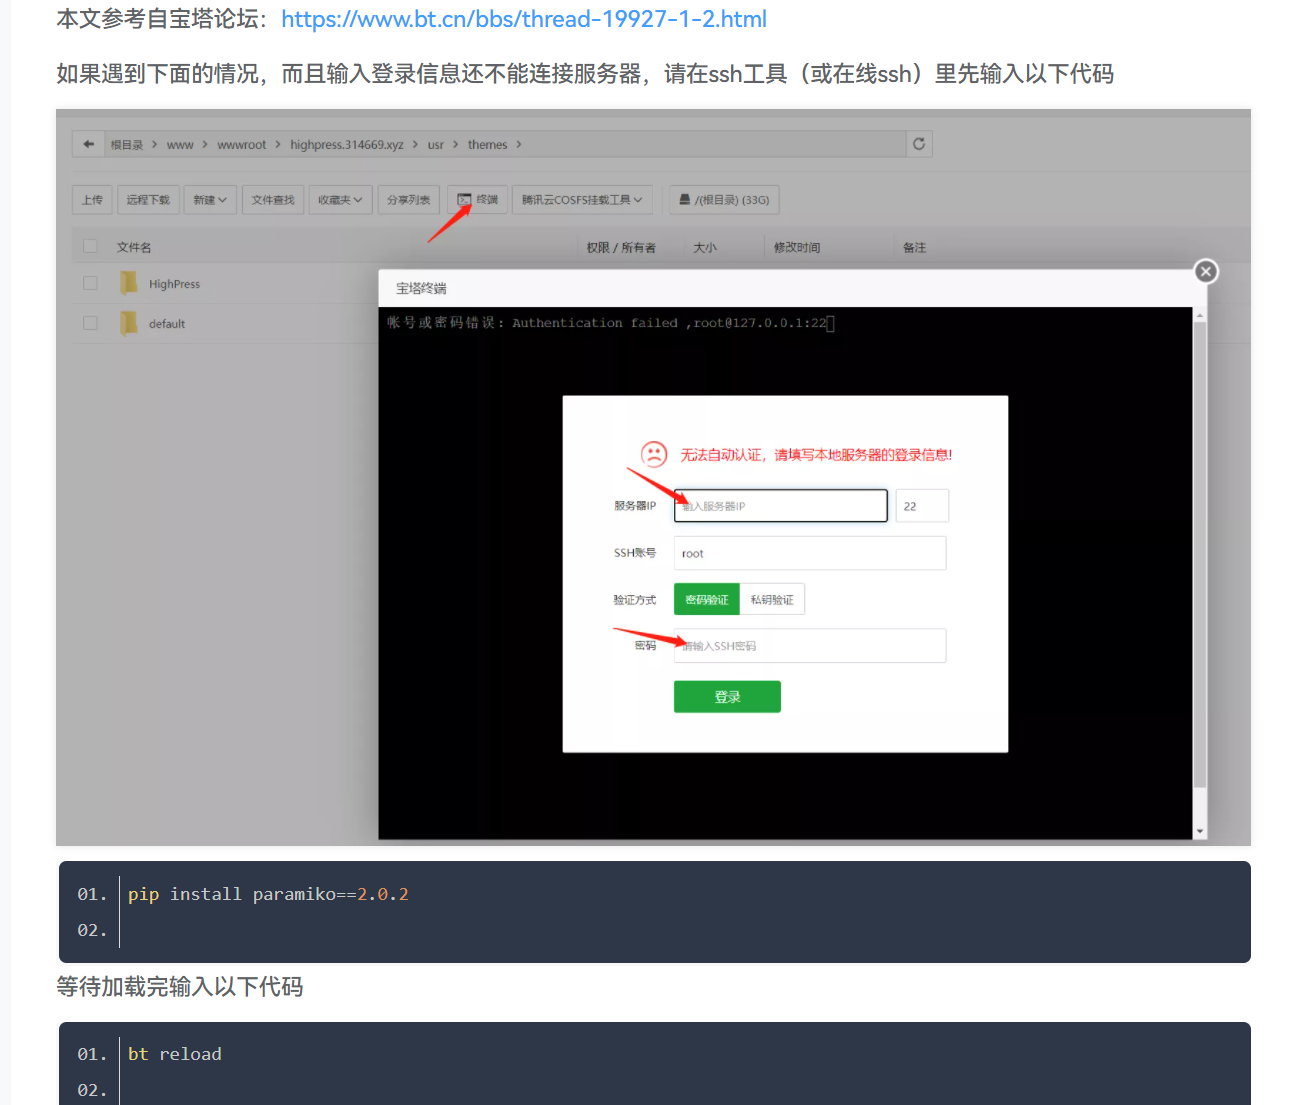 本文参考自宝塔论坛：https://www.bt.cn/bbs/thread-19927-1-2.html
如果遇到下面的情况，而且输入登录信息还不能连接服务器，请在ssh工具（或在线ssh）里先输入以下代码
根目录 > www > wwwroot > highpress.314669.xyz > usr > themes >
上传 远程下载 新建 文件查找 收藏夹 分享列表 终端 腾讯云COSFS挂载工具 /(根目录) (33G)
文件名 权限 / 所有者 大小 修改时间 备注
HighPress
default
宝塔终端
帐号或密码错误: Authentication failed ,root@127.0.0.1:22
无法自动认证，请填写本地服务器的登录信息!
服务器IP 输入服务器IP 22
SSH账号 root
验证方式 密码验证 私钥验证
密码 请输入SSH密码
登录
01. pip install paramiko==2.0.2
02.
等待加载完输入以下代码
01. bt reload
02.